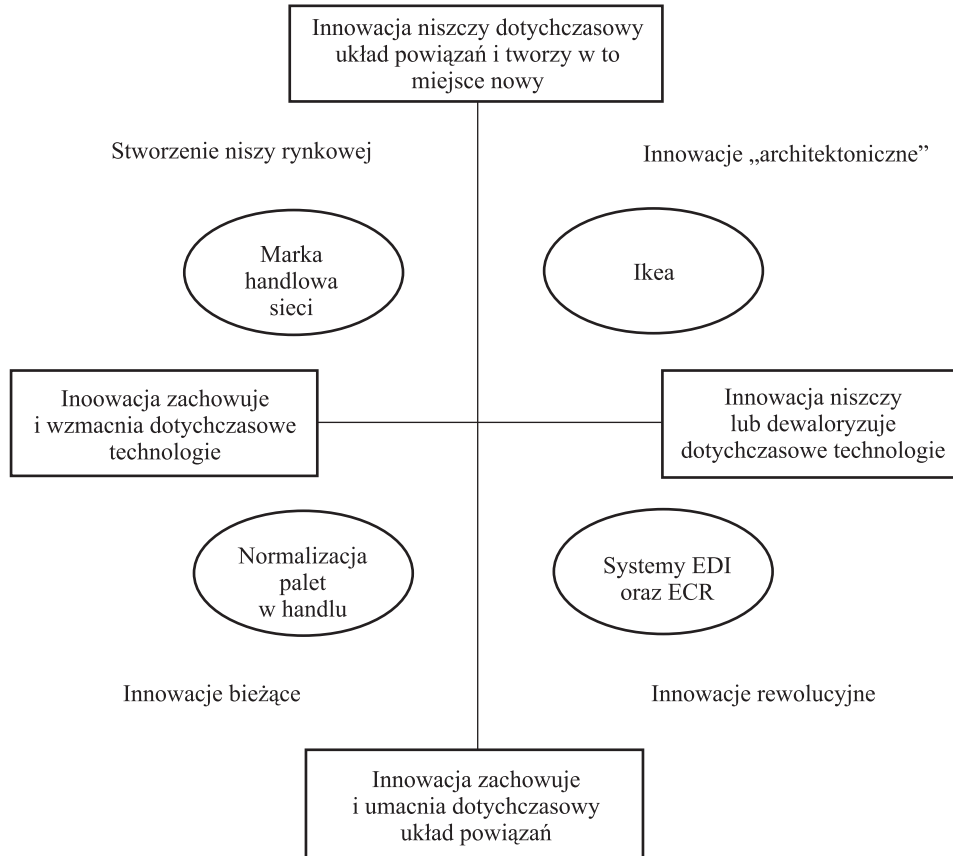 Innowacja niszczy dotychczasowy
układ powiązań i tworzy w to
miejsce nowy
Stworzenie niszy rynkowej
Innowacje „architektoniczne”
Marka
handlowa
sieci
Ikea
Inoowacja zachowuje
i wzmacnia dotychczasowe
technologie
Innowacja niszczy
lub dewaloryzuje
dotychczasowe technologie
Normalizacja
palet
w handlu
Systemy EDI
oraz ECR
Innowacje bieżące
Innowacje rewolucyjne
Innowacja zachowuje
i umacnia dotychczasowy
układ powiązań